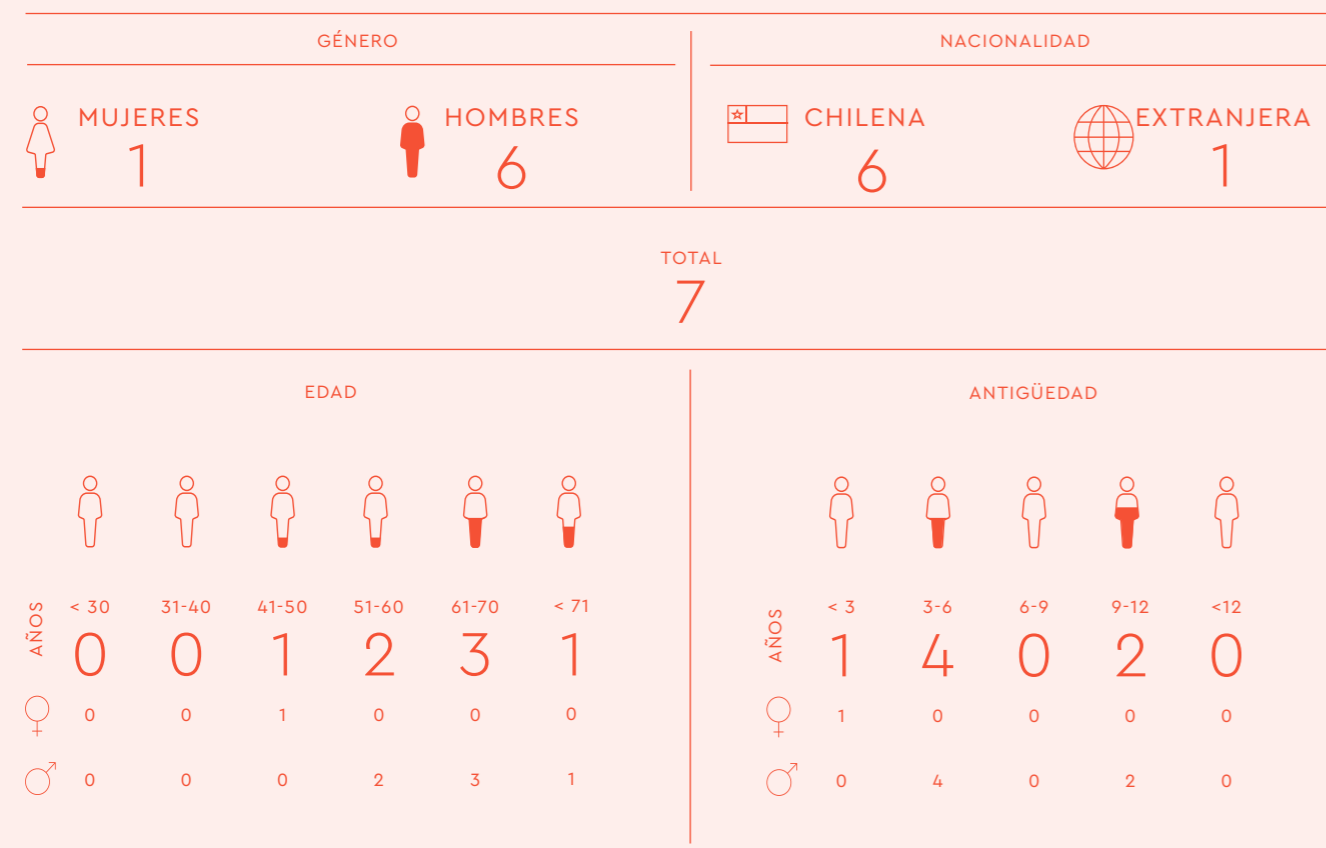 GÉNERO
NACIONALIDAD
MUJERES
1
HOMBRES
6
CHILENA
6
EXTRANJERA
1
TOTAL
7
EDAD
AÑOS
< 30 31-40 41-50 51-60 61-70 < 71
0 0 1 2 3 1
0 0 1 0 0 0
0 0 0 2 3 1
ANTIGÜEDAD
AÑOS
< 3 3-6 6-9 9-12 <12
1 4 0 2 0
1 0 0 0 0
0 4 0 2 0